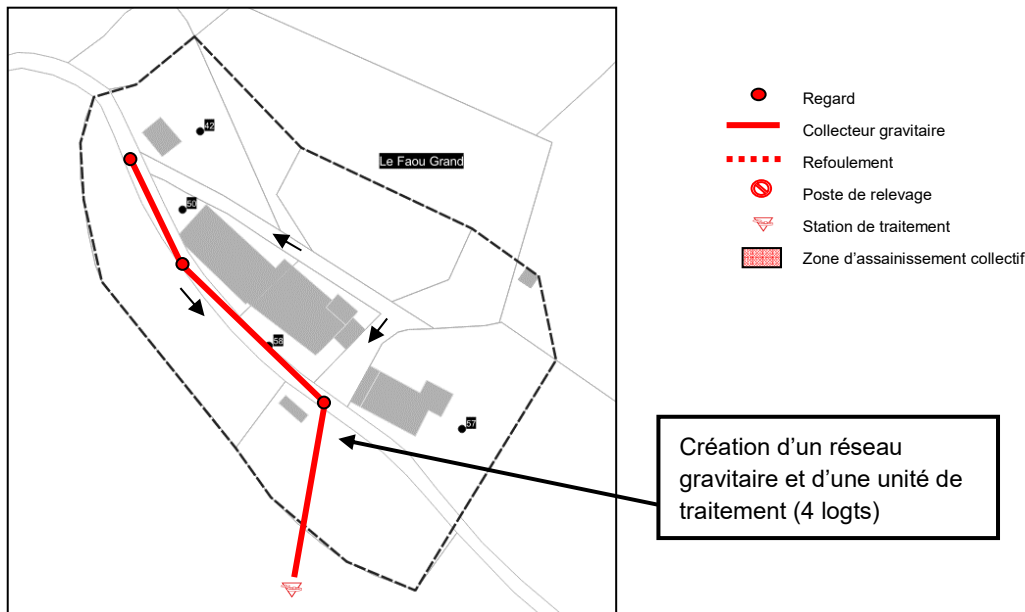 42
Le Faou Grand
50
58
57
Regard
Collecteur gravitaire
Refoulement
Poste de relevage
Station de traitement
Zone d'assainissement collectif
Création d'un réseau
gravitaire et d'une unité de
traitement (4 logts)